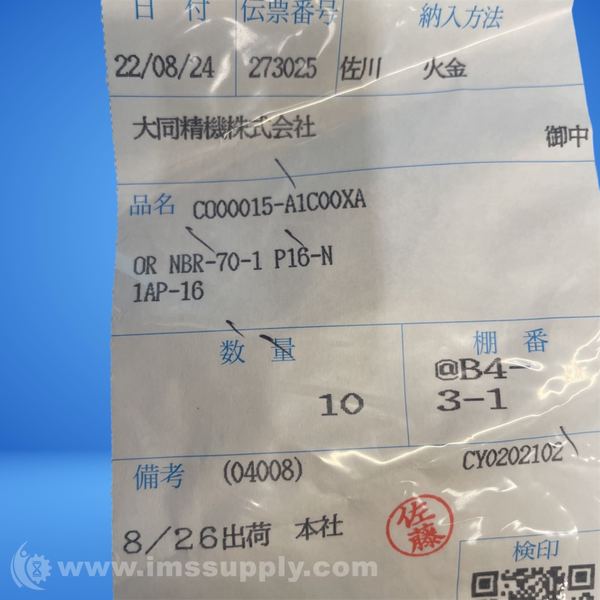 日 付 伝票番号 納入方法
22/08/24 273025 佐川 火金
大同精機株式会社 御中
品名 C000015-A1C00XA
OR NBR-70-1 P16-N
1AP-16
数 量 棚 番
10 @B4-
3-1
備考 (04008) CY0202102
8/26出荷 本社
佐藤
検印
www.imssupply.com